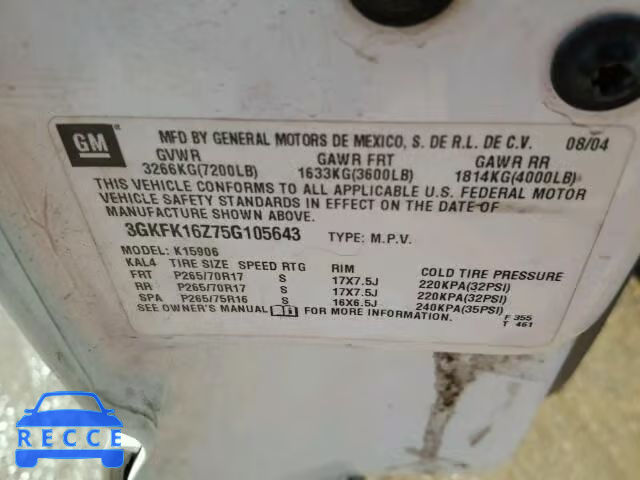 GM
MFD BY GENERAL MOTORS DE MEXICO, S. DE R.L. DE C.V. 08/04
GVWR GAWR FRT GAWR RR
3266KG(7200LB) 1633KG(3600LB) 1814KG(4000LB)
THIS VEHICLE CONFORMS TO ALL APPLICABLE U.S. FEDERAL MOTOR
VEHICLE SAFETY STANDARDS IN EFFECT ON THE DATE OF
MANUFACTURE SHOWN ABOVE.
3GKFK16Z75G105643 TYPE: M.P.V.
MODEL: K15906
KAL4 TIRE SIZE SPEED RTG RIM COLD TIRE PRESSURE
FRT P265/70R17 S 17X7.5J 220KPA(32PSI)
RR P265/70R17 S 17X7.5J 220KPA(32PSI)
SPA P265/75R16 S 16X6.5J 240KPA(35PSI)
SEE OWNER'S MANUAL FOR MORE INFORMATION. F 355
T 461
RECCE